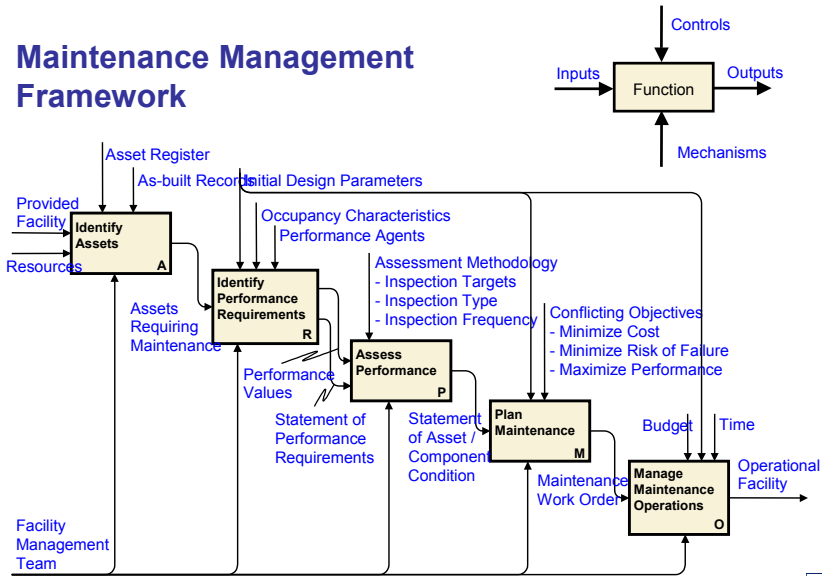 Maintenance Management
Framework
Controls
Inputs
Function
Outputs
Mechanisms
Asset Register
As-built Records
Initial Design Parameters
Provided
Facility
Resources
Identify
Assets
A
Occupancy Characteristics
Performance Agents
Identify
Performance
Requirements
R
Assets
Requiring
Maintenance
Assessment Methodology
- Inspection Targets
- Inspection Type
- Inspection Frequency
Performance
Values
Statement of
Performance
Requirements
Assess
Performance
P
Conflicting Objectives
- Minimize Cost
- Minimize Risk of Failure
- Maximize Performance
Statement
of Asset /
Component
Condition
Plan
Maintenance
M
Budget
Time
Maintenance
Work Order
Manage
Maintenance
Operations
O
Operational
Facility
Facility
Management
Team